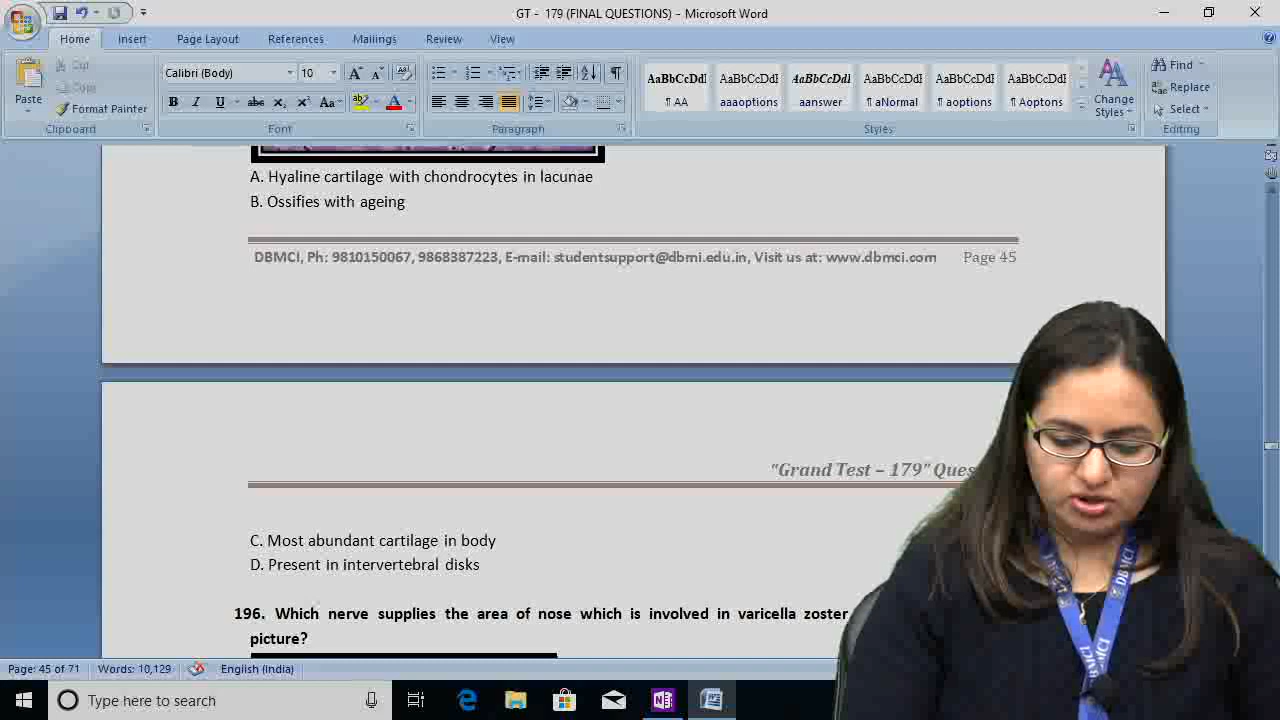 GT - 179 (FINAL QUESTIONS) - Microsoft Word
Home Insert Page Layout References Mailings Review View
Paste
Cut
Copy
Format Painter
Clipboard
Calibri (Body) 10
Font
Paragraph
AaBbCcDdI AaBbCcDdI AaBbCcDdI AaBbCcDdI AaBbCcDdI AaBbCcDdI
¶ AA aaaoptions aanswer ¶ aNormal ¶ aoptions ¶ Aoptons
Change Styles
Styles
Find
Replace
Select
Editing
A. Hyaline cartilage with chondrocytes in lacunae
B. Ossifies with ageing
DBMCI, Ph: 9810150067, 9868387223, E-mail: studentsupport@dbmi.edu.in, Visit us at: www.dbmci.com Page 45
"Grand Test – 179" Ques
C. Most abundant cartilage in body
D. Present in intervertebral disks
196. Which nerve supplies the area of nose which is involved in varicella zoster
picture?
DBMCI
DBMCI
Page: 45 of 71 Words: 10,129 English (India)
Type here to search